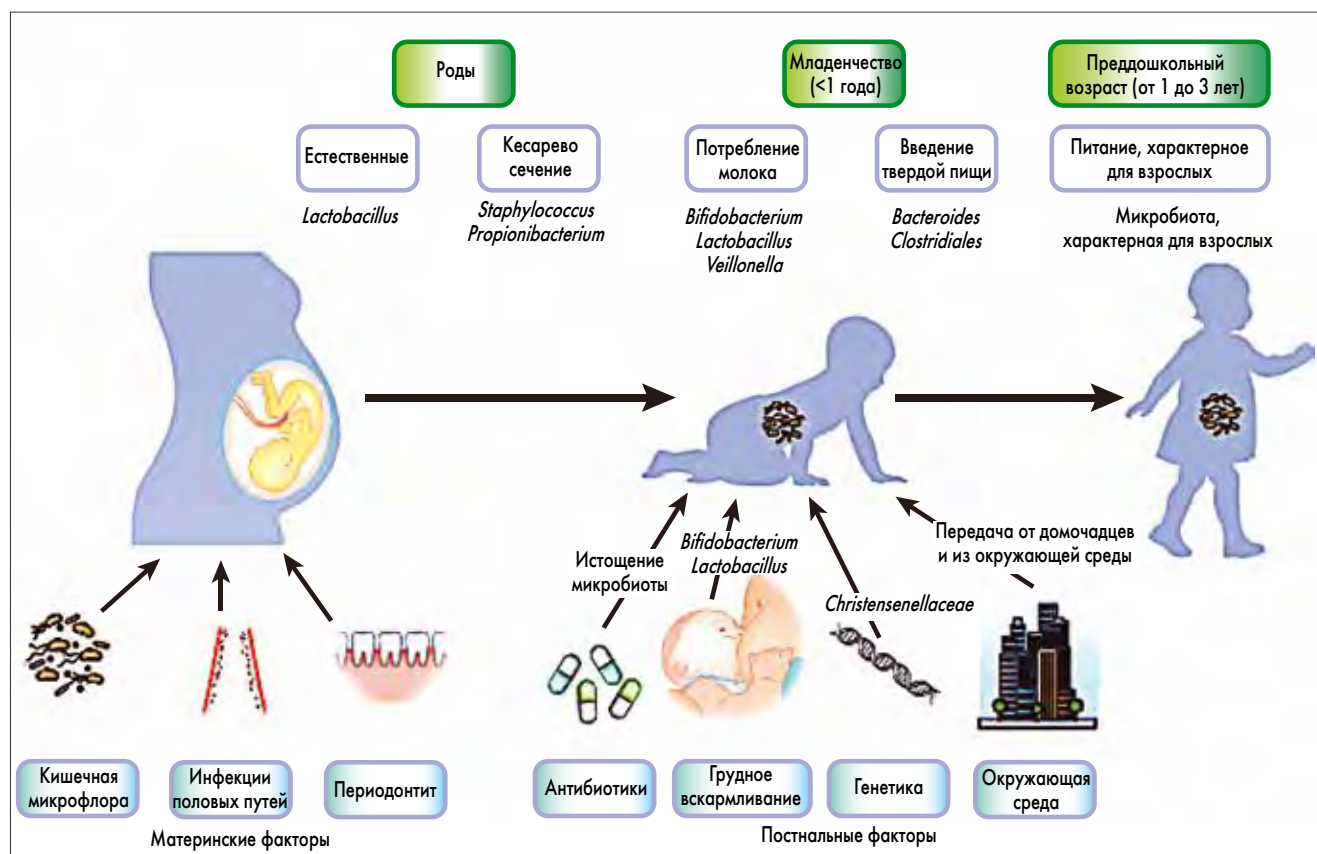 Роды
Младенчество
(<1 года)
Преддошкольный
возраст (от 1 до 3 лет)
Естественные
Кесарево
сечение
Потребление
молока
Введение
твердой пищи
Питание, характерное
для взрослых
Lactobacillus
Staphylococcus
Propionibacterium
Bifidobacterium
Lactobacillus
Veillonella
Bacteroides
Clostridiales
Микробиота,
характерная для взрослых
Истощение
микробиоты
Bifidobacterium
Lactobacillus
Christensenellaceae
Передача от домочадцев
и из окружающей среды
Кишечная
микрофлора
Инфекции
половых путей
Периодонтит
Антибиотики
Грудное
вскармливание
Генетика
Окружающая
среда
Материнские факторы
Постнальные факторы